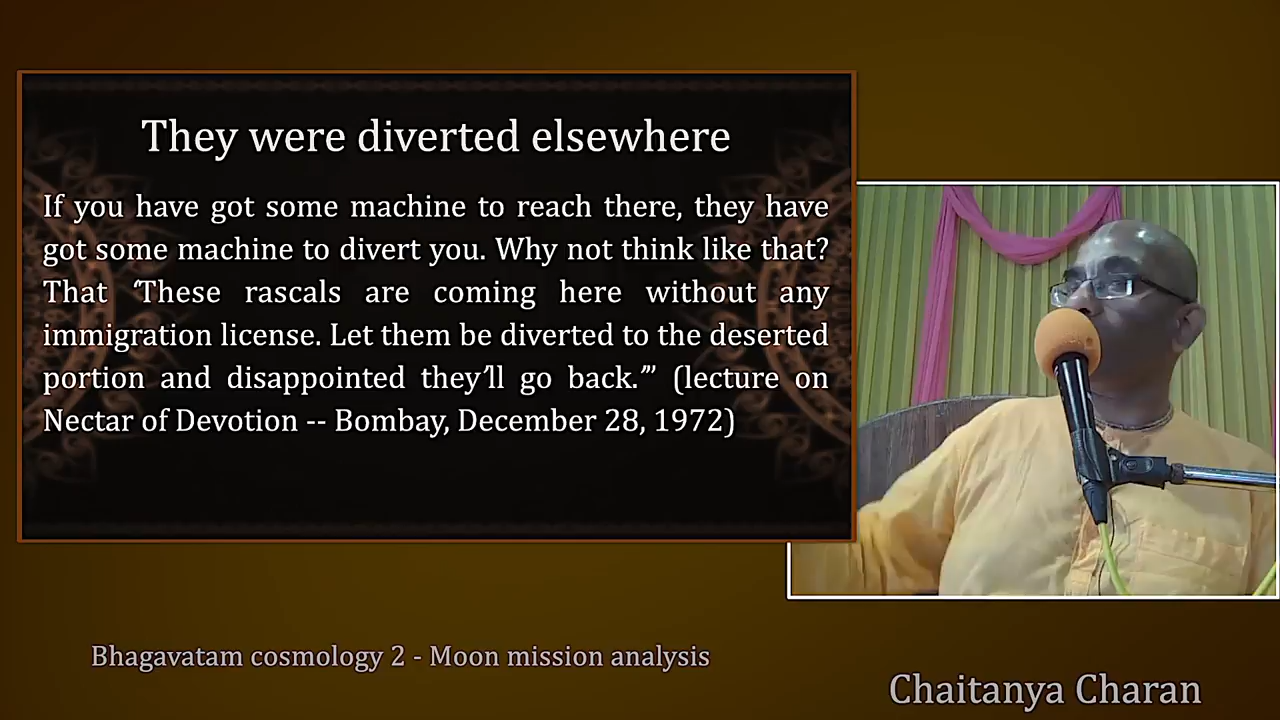 They were diverted elsewhere
If you have got some machine to reach there, they have
got some machine to divert you. Why not think like that?
That ‘These rascals are coming here without any
immigration license. Let them be diverted to the deserted
portion and disappointed they’ll go back.’” (lecture on
Nectar of Devotion -- Bombay, December 28, 1972)
Bhagavatam cosmology 2 - Moon mission analysis
Chaitanya Charan